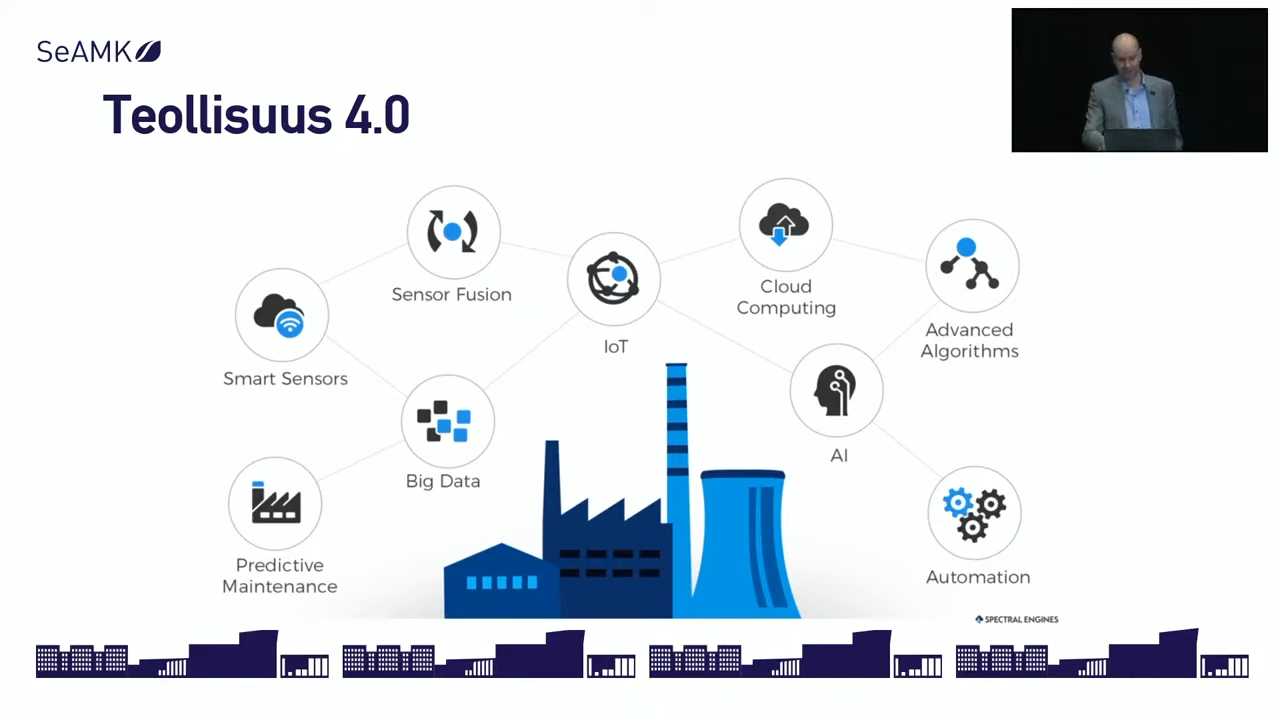 SeAMK
Teollisuus 4.0
Sensor Fusion
Cloud
Computing
IoT
Advanced
Algorithms
Smart Sensors
AI
Big Data
Predictive
Maintenance
Automation
SPECTRAL ENGINES